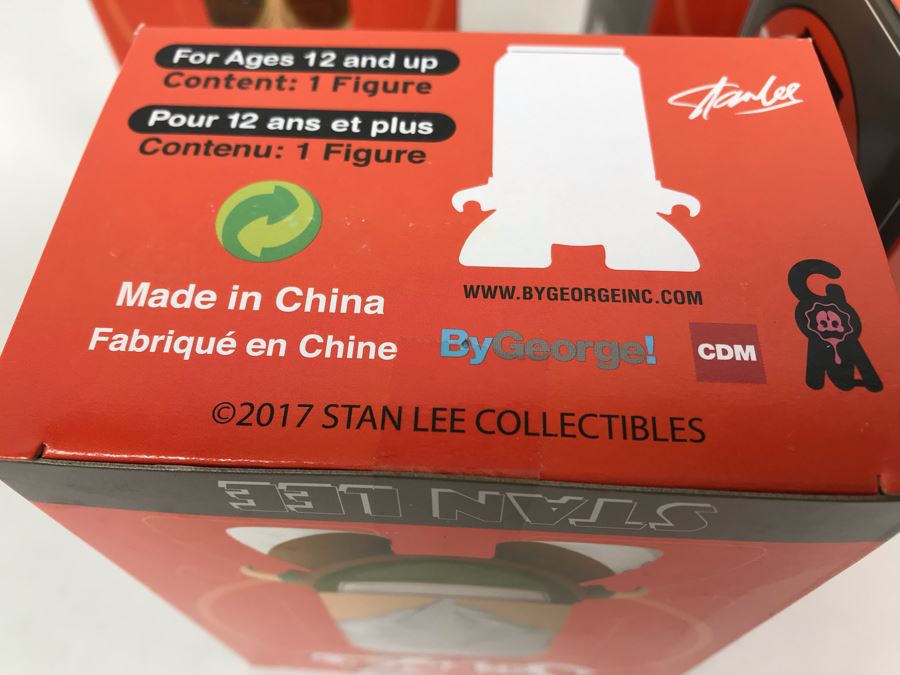 For Ages 12 and up
Content: 1 Figure
Pour 12 ans et plus
Contenu: 1 Figure
Stan Lee
Made in China
Fabriqué en Chine
WWW.BYGEORGEINC.COM
ByGeorge!
CDM
©2017 STAN LEE COLLECTIBLES
STAN LEE